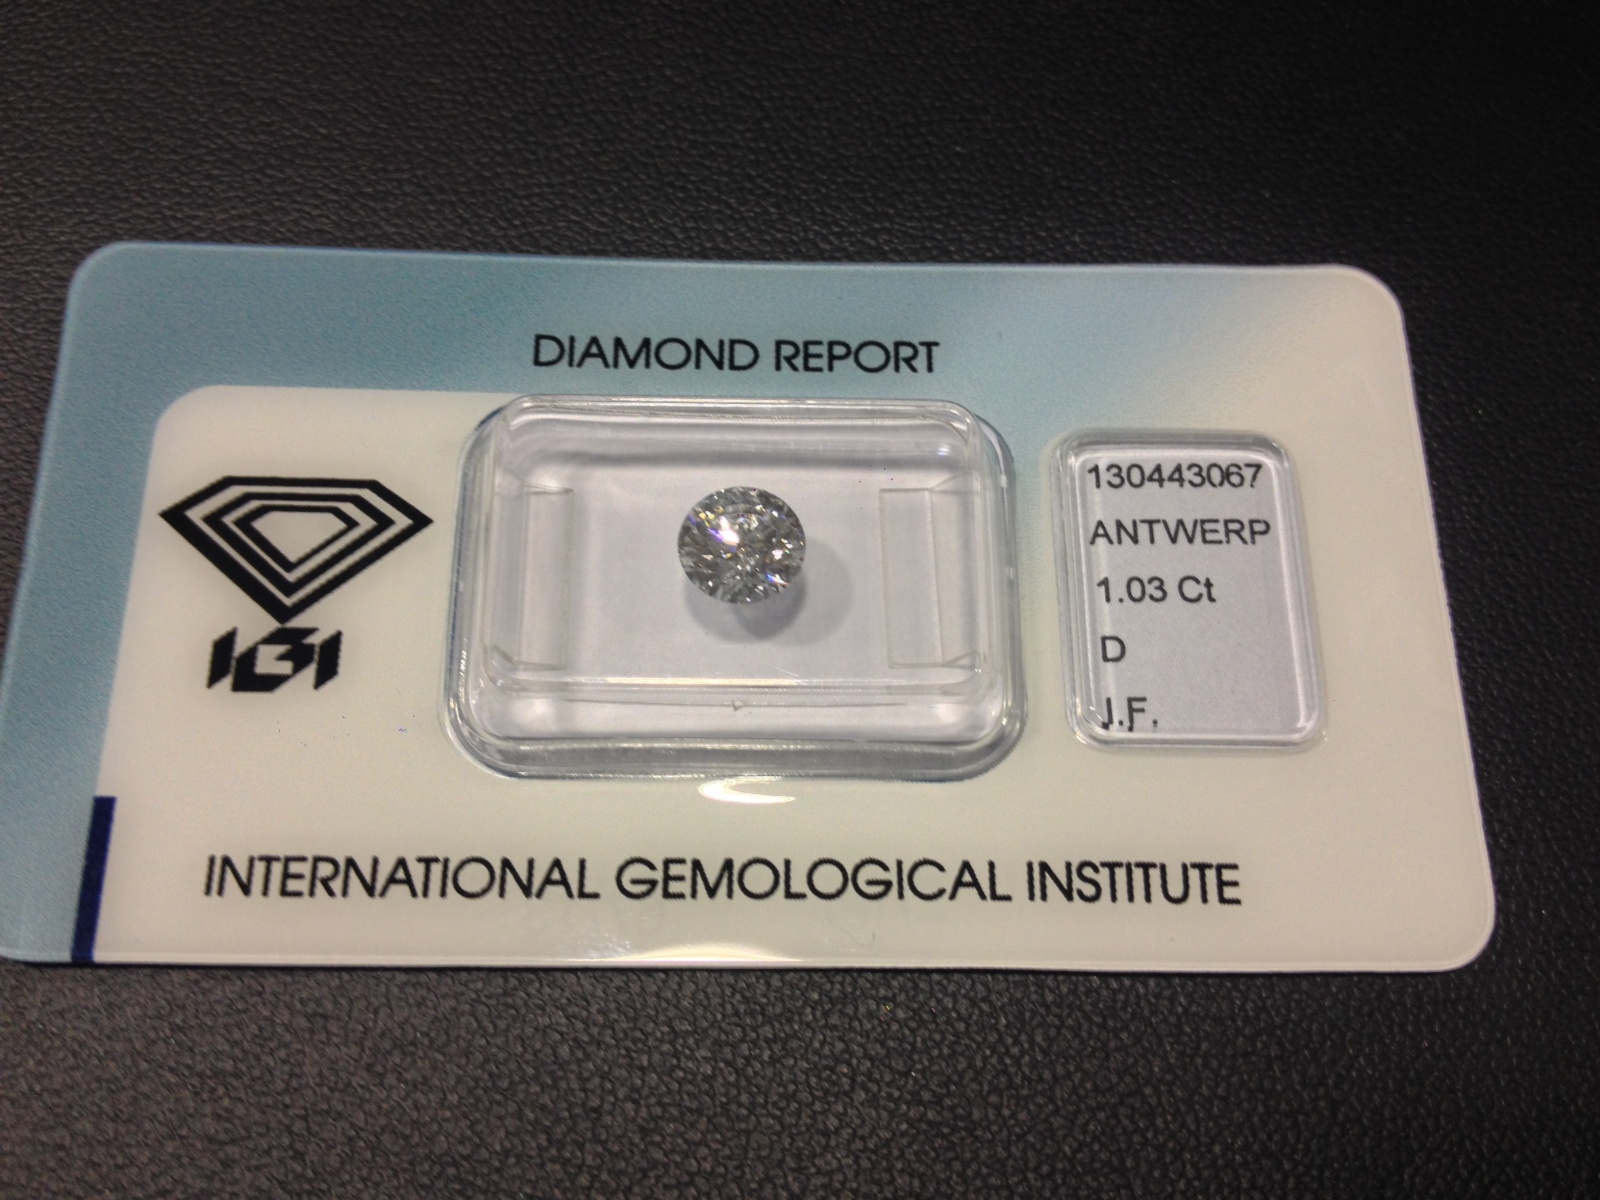 DIAMOND REPORT
IGI
130443067
ANTWERP
1.03 Ct
D
I.F.
INTERNATIONAL GEMOLOGICAL INSTITUTE